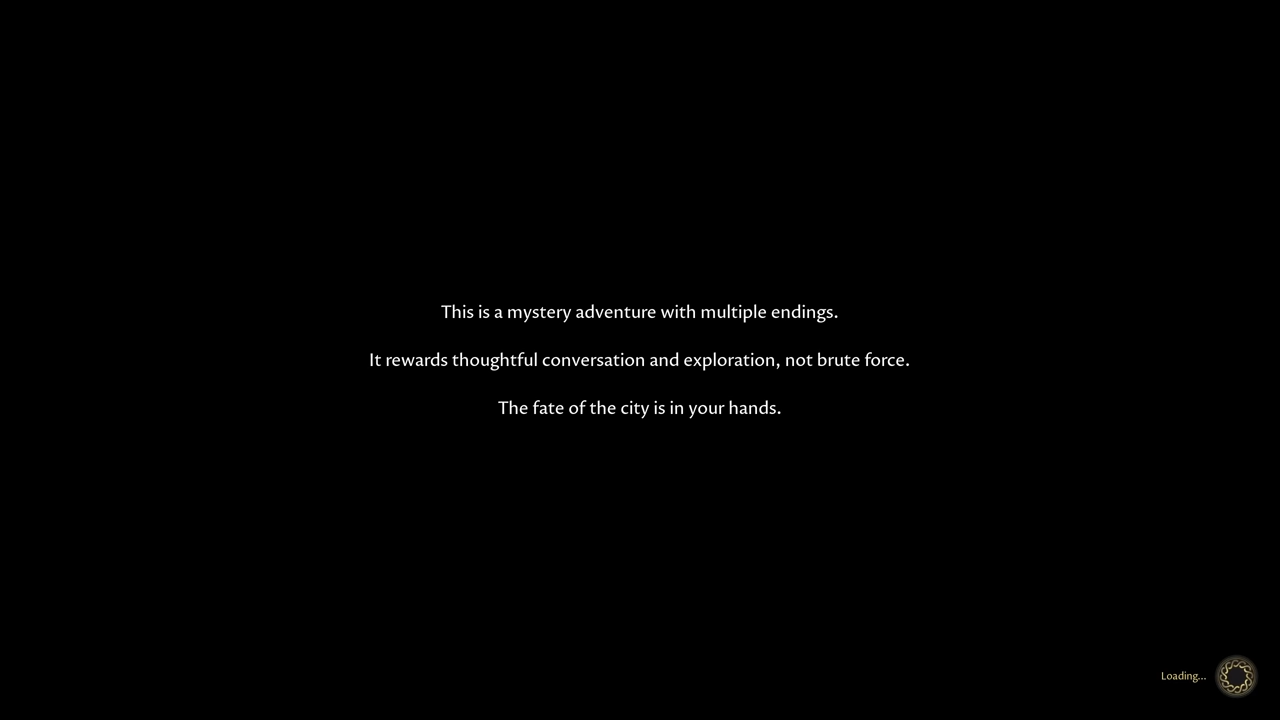 This is a mystery adventure with multiple endings.
It rewards thoughtful conversation and exploration, not brute force.
The fate of the city is in your hands.
Loading...